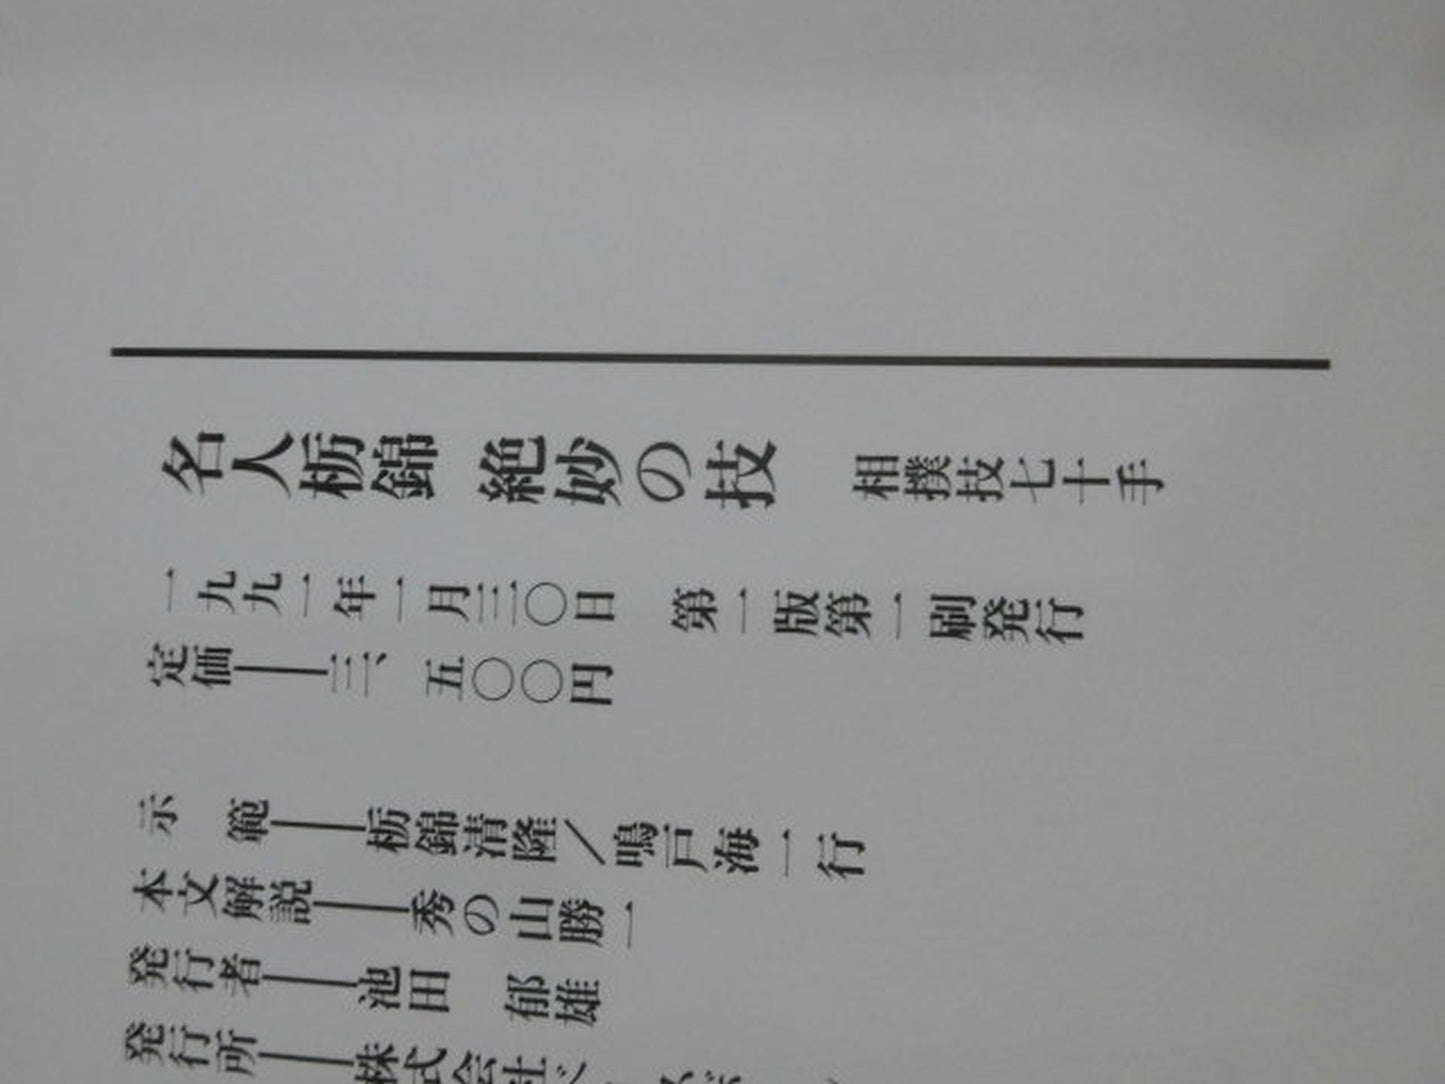 名人栃錦 絶妙の技 相撲技七十手
一九九一年一月三〇日 第一版第一刷発行
定価――三、五〇〇円
示 範――栃錦清隆／鳴戸海一行
本文解説――秀の山勝一
発行者――池田 郁雄
発行所――株式会社